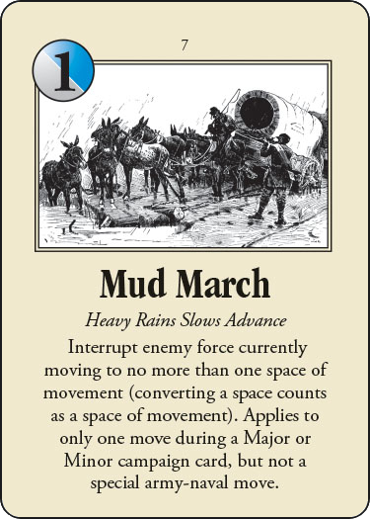 7
1
Mud March
Heavy Rains Slows Advance
Interrupt enemy force currently
moving to no more than one space of
movement (converting a space counts
as a space of movement). Applies to
only one move during a Major or
Minor campaign card, but not a
special army-naval move.